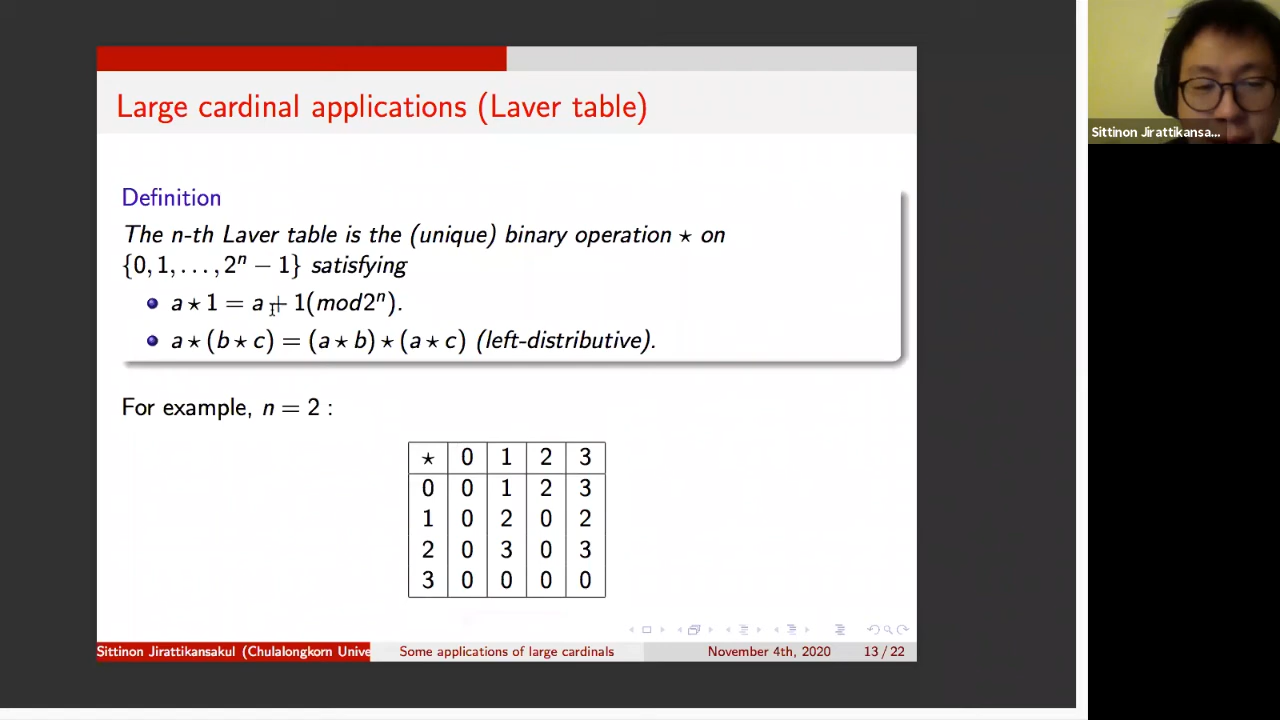 Large cardinal applications (Laver table)
Definition
The n-th Laver table is the (unique) binary operation ⋆ on
{0, 1, . . . , 2ⁿ − 1} satisfying
a ⋆ 1 = a + 1(mod2ⁿ).
a ⋆ (b ⋆ c) = (a ⋆ b) ⋆ (a ⋆ c) (left-distributive).
For example, n = 2 :
⋆ 0 1 2 3
0 0 1 2 3
1 0 2 0 2
2 0 3 0 3
3 0 0 0 0
Sittinon Jirattikansakul (Chulalongkorn Unive Some applications of large cardinals November 4th, 2020 13 / 22
Sittinon Jirattikansa...